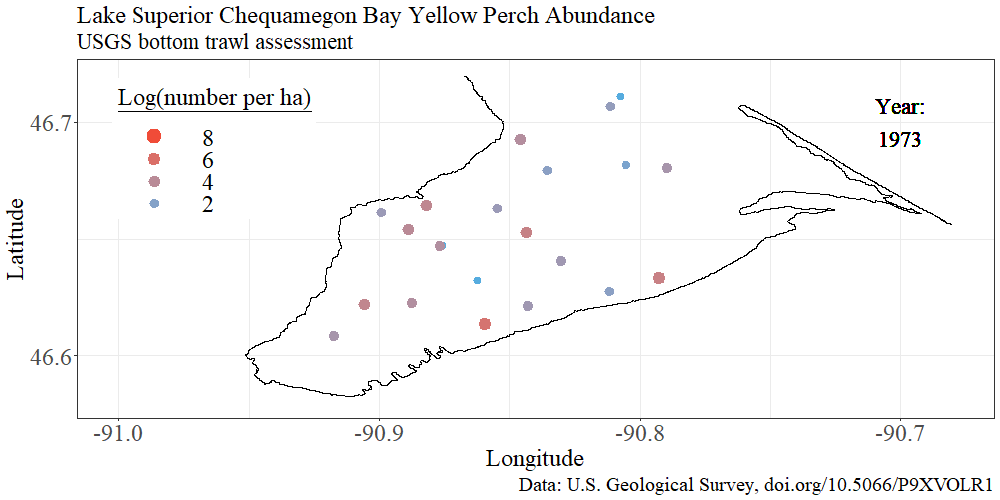 Lake Superior Chequamegon Bay Yellow Perch Abundance
USGS bottom trawl assessment
Log(number per ha)
8
6
4
2
Year:
1973
46.7
46.6
Latitude
-91.0 -90.9 -90.8 -90.7
Longitude
Data: U.S. Geological Survey, doi.org/10.5066/P9XVOLR1